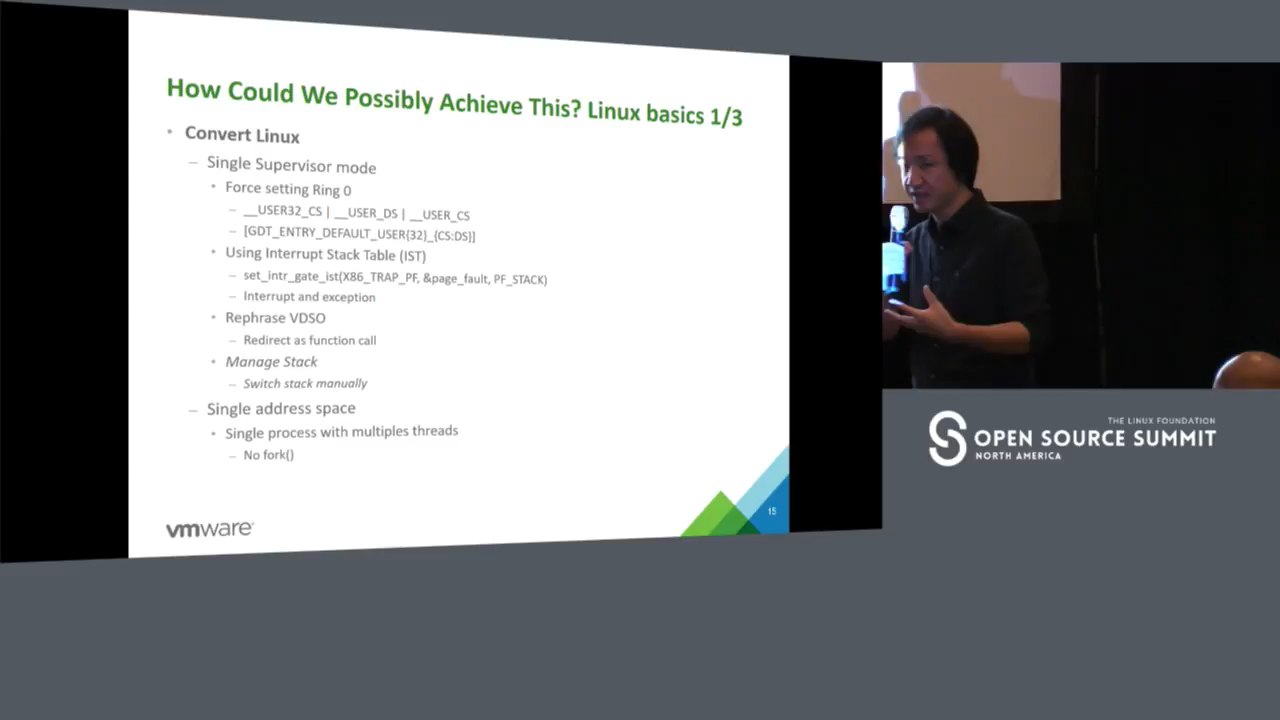 How Could We Possibly Achieve This? Linux basics 1/3
• Convert Linux
– Single Supervisor mode
• Force setting Ring 0
– __USER32_CS | __USER_DS | __USER_CS
– [GDT_ENTRY_DEFAULT_USER{32}_{CS:DS}]
• Using Interrupt Stack Table (IST)
– set_intr_gate_ist(X86_TRAP_PF, &page_fault, PF_STACK)
– Interrupt and exception
• Rephrase VDSO
– Redirect as function call
• Manage Stack
– Switch stack manually
– Single address space
• Single process with multiples threads
– No fork()
15
vmware
THE LINUX FOUNDATION
OPEN SOURCE SUMMIT
NORTH AMERICA